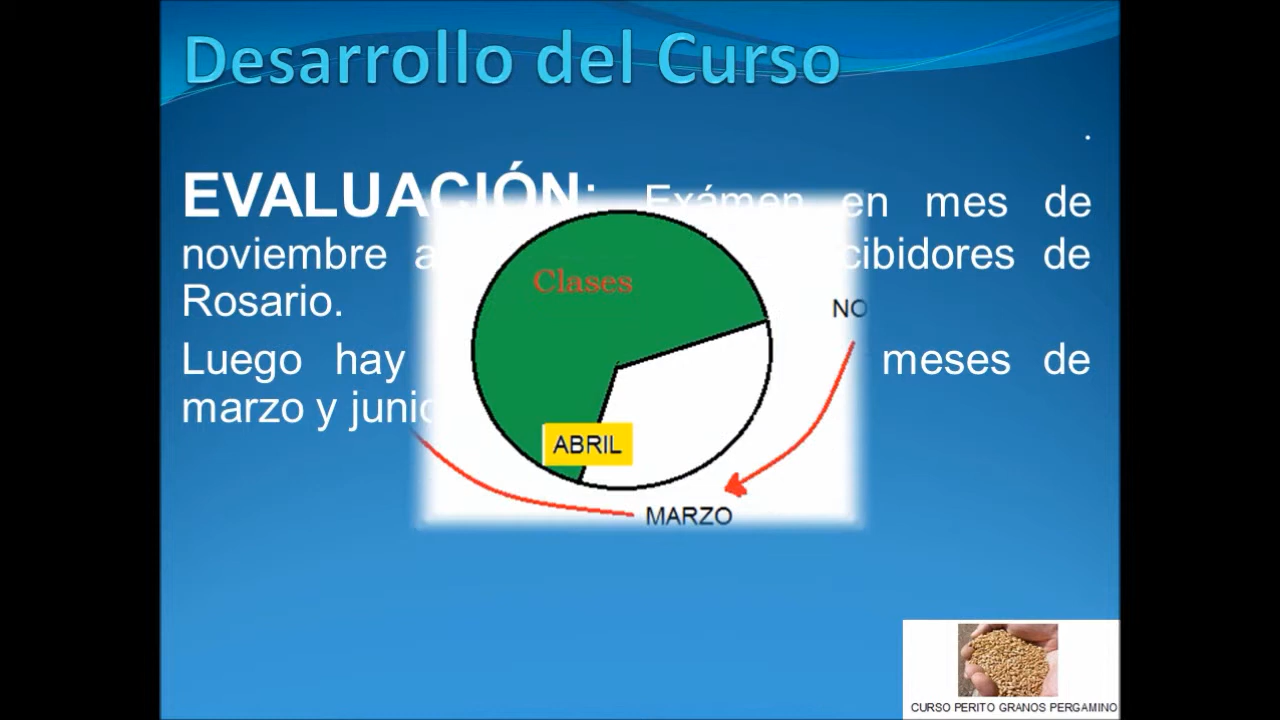 Desarrollo del Curso
.
EVALUACIÓN: Exámen en mes de
noviembre a cibidores de
Rosario.
Luego hay meses de
marzo y junio
Clases
NO
ABRIL
MARZO
CURSO PERITO GRANOS PERGAMINO